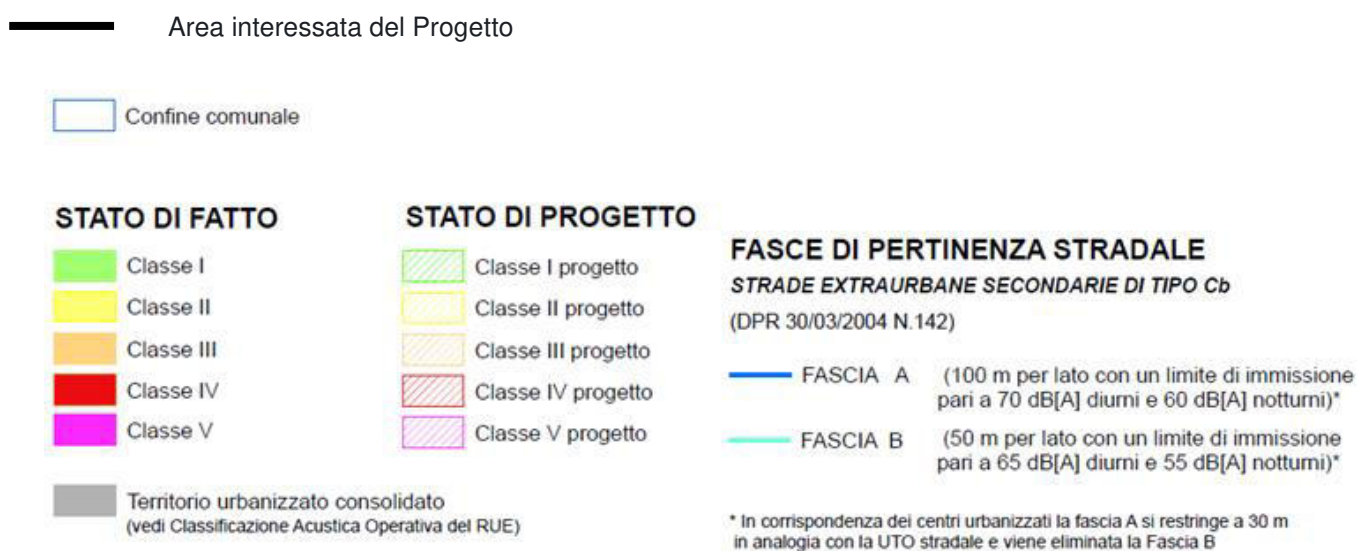 Area interessata del Progetto
Confine comunale
STATO DI FATTO
Classe I
Classe II
Classe III
Classe IV
Classe V
Territorio urbanizzato consolidato
(vedi Classificazione Acustica Operativa del RUE)
STATO DI PROGETTO
Classe I progetto
Classe II progetto
Classe III progetto
Classe IV progetto
Classe V progetto
FASCE DI PERTINENZA STRADALE
STRADE EXTRAURBANE SECONDARIE DI TIPO Cb
(DPR 30/03/2004 N.142)
FASCIA A (100 m per lato con un limite di immissione
pari a 70 dB[A] diurni e 60 dB[A] notturni)*
FASCIA B (50 m per lato con un limite di immissione
pari a 65 dB[A] diurni e 55 dB[A] notturni)*
* In corrispondenza dei centri urbanizzati la fascia A si restringe a 30 m
in analogia con la UTO stradale e viene eliminata la Fascia B